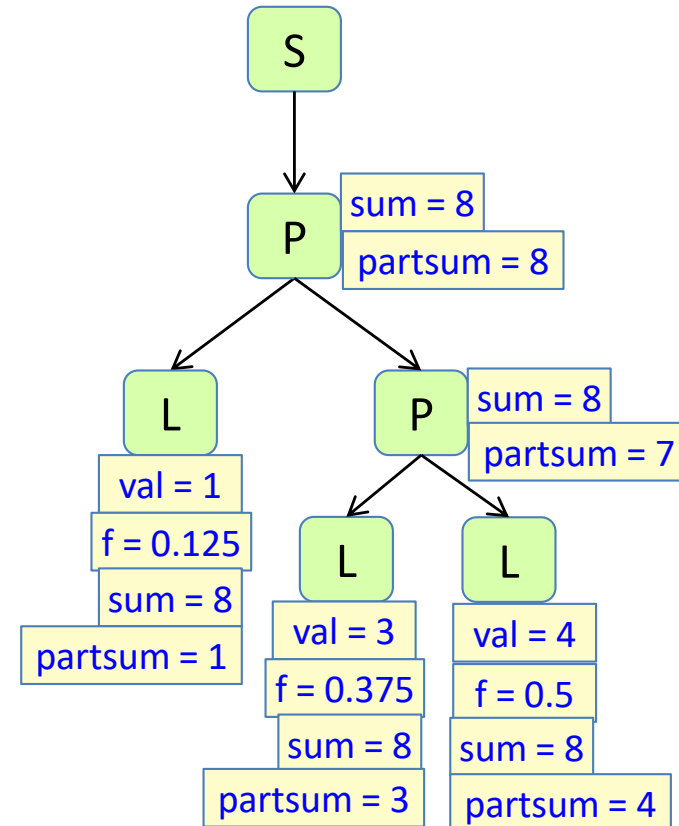 S
P
sum = 8
partsum = 8
L
val = 1
f = 0.125
sum = 8
partsum = 1
P
sum = 8
partsum = 7
L
val = 3
f = 0.375
sum = 8
partsum = 3
L
val = 4
f = 0.5
sum = 8
partsum = 4